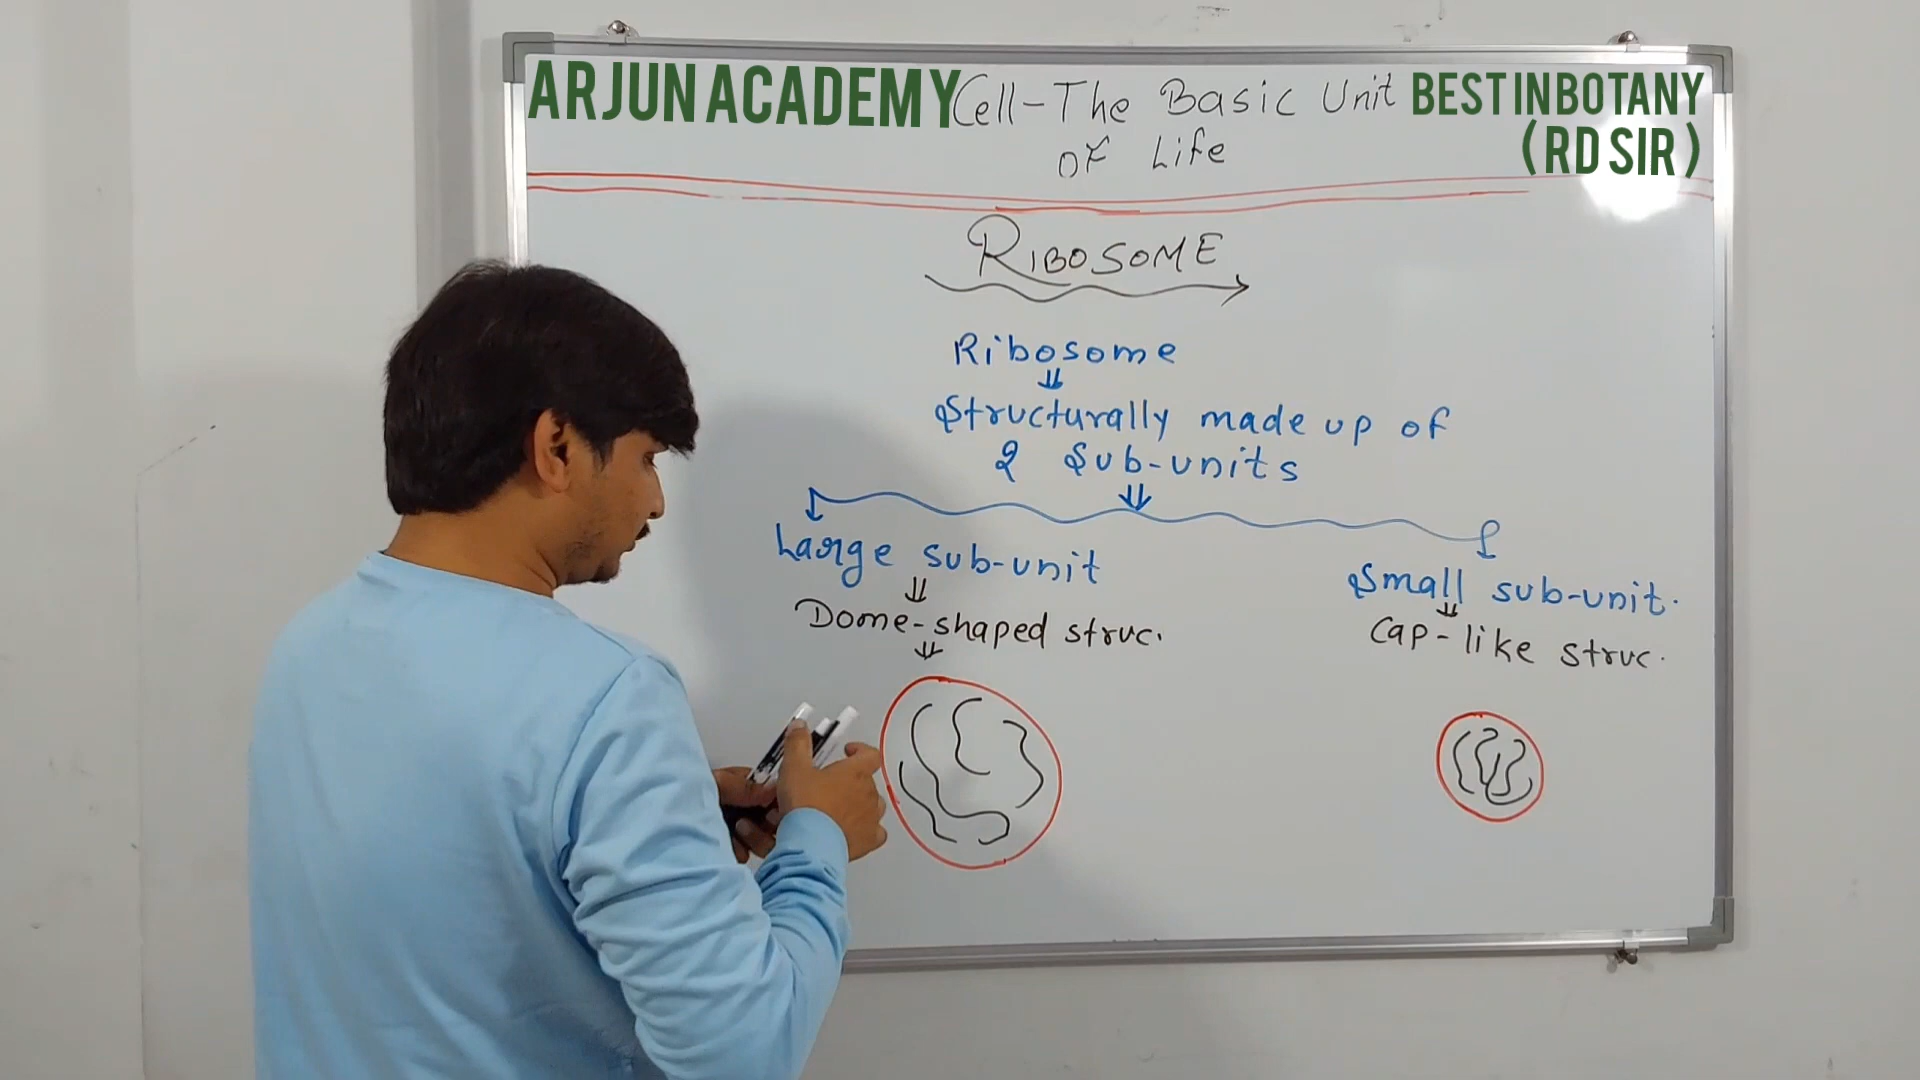 ARJUN ACADEMY
Cell-The Basic Unit
of Life
BEST IN BOTANY
(RD SIR)
RIBOSOME
Ribosome
Structurally made up of
2 Sub-units
Large sub-unit
Small sub-unit.
Dome-shaped struc.
Cap-like struc.